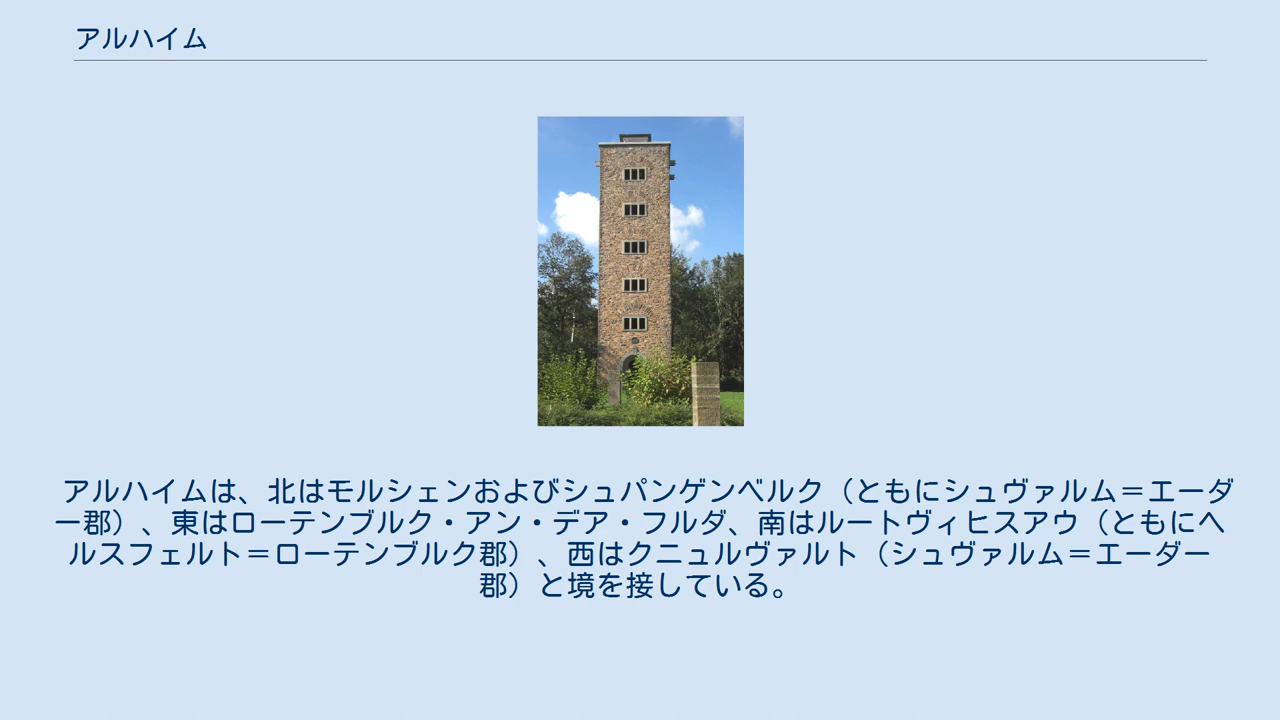 アルハイム
アルハイムは、北はモルシェンおよびシュパンゲンベルク（ともにシュヴァルム＝エーダ
ー郡）、東はローテンブルク・アン・デア・フルダ、南はルートヴィヒスアウ（ともにヘ
ルスフェルト＝ローテンブルク郡）、西はクニュルヴァルト（シュヴァルム＝エーダー
郡）と境を接している。